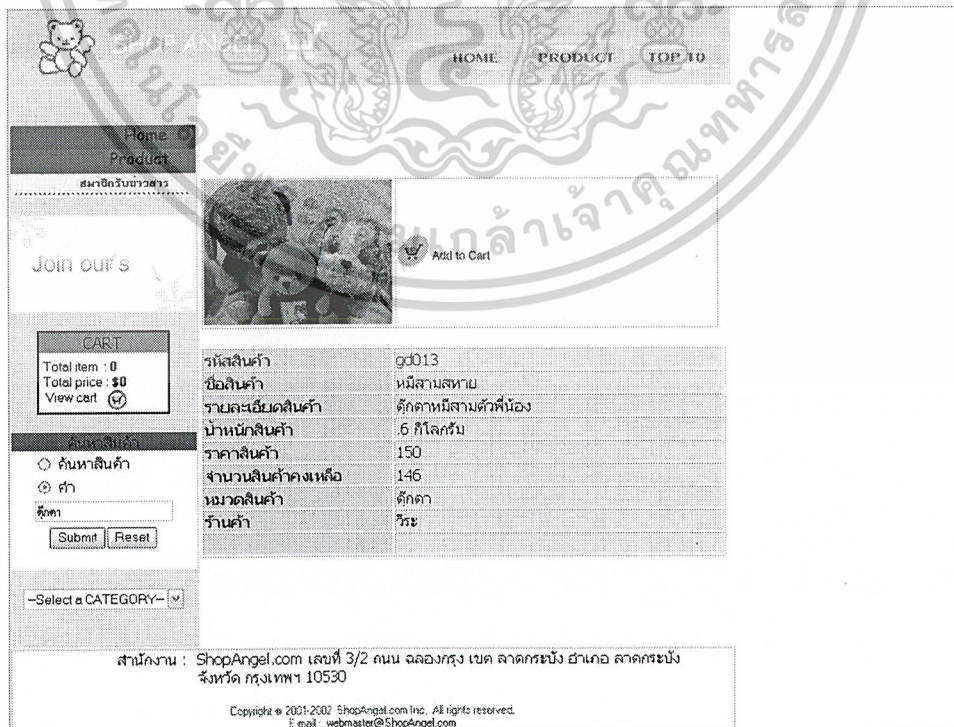 SHOP ANGEL
HOME PRODUCT TOP 10
Home
Product
สมาชิกรับข่าวสาร
Join our's
Add to Cart
CART
Total item : 0
Total price : $0
View cart
ค้นหาสินค้า
ค้นหาสินค้า
คำ
ตุ๊กตา
Submit Reset
--Select a CATEGORY--
รหัสสินค้า gd013
ชื่อสินค้า หมีสามสหาย
รายละเอียดสินค้า ตุ๊กตาหมีสามตัวพี่น้อง
น้ำหนักสินค้า .6 กิโลกรัม
ราคาสินค้า 150
จำนวนสินค้าคงเหลือ 146
หมวดสินค้า ตุ๊กตา
ร้านค้า วิระ
สำนักงาน : ShopAngel.com เลขที่ 3/2 ถนน ฉลองกรุง เขต ลาดกระบัง อำเภอ ลาดกระบัง
จังหวัด กรุงเทพฯ 10530
Copyright © 2001-2002 ShopAngel.com Inc., All rights reserved.
E mail : webmaster@ShopAngel.com